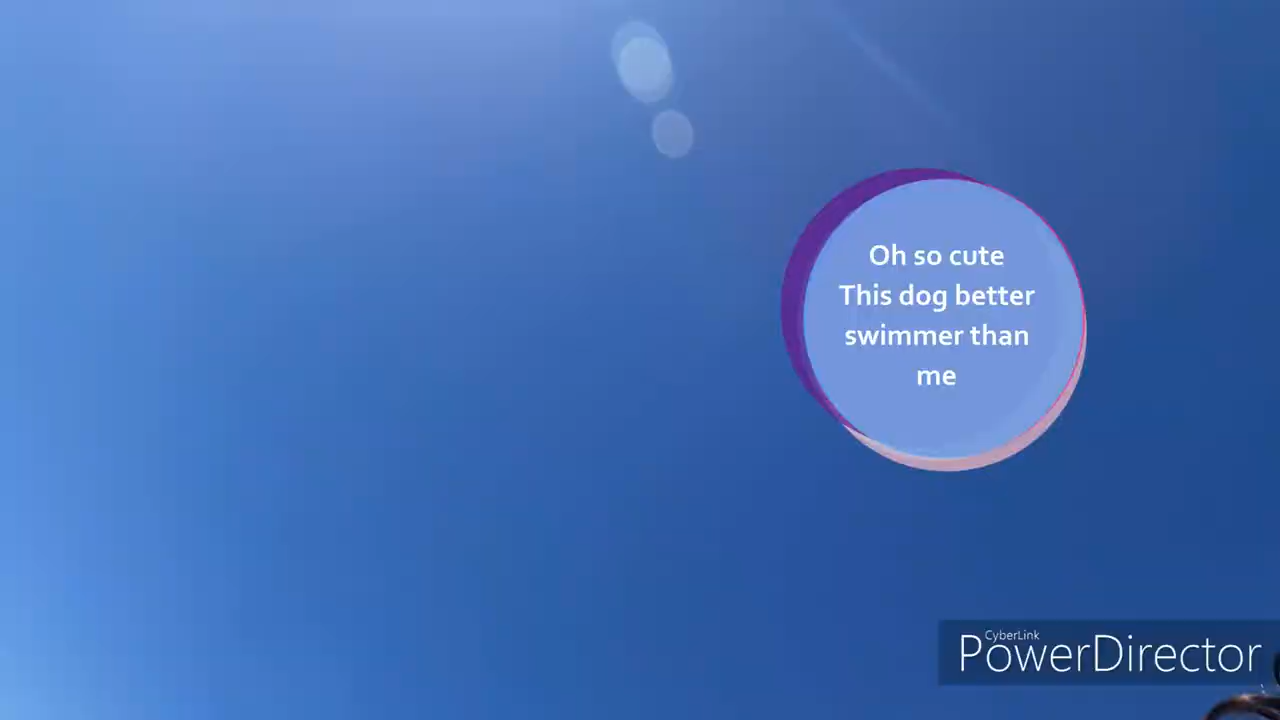 Oh so cute
This dog better
swimmer than
me
CyberLink
PowerDirector